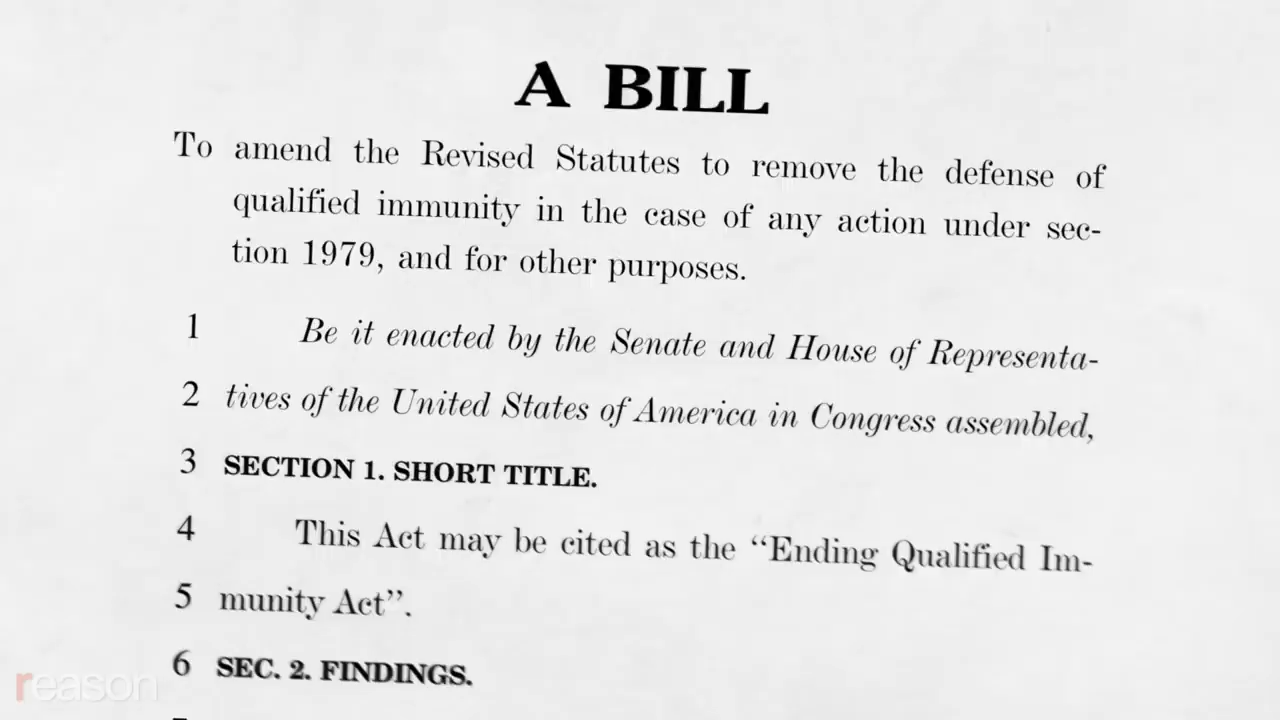 A BILL
To amend the Revised Statutes to remove the defense of
qualified immunity in the case of any action under sec-
tion 1979, and for other purposes.
1 Be it enacted by the Senate and House of Representa-
2 tives of the United States of America in Congress assembled,
3 SECTION 1. SHORT TITLE.
4 This Act may be cited as the “Ending Qualified Im-
5 munity Act”.
6 SEC. 2. FINDINGS.
reason